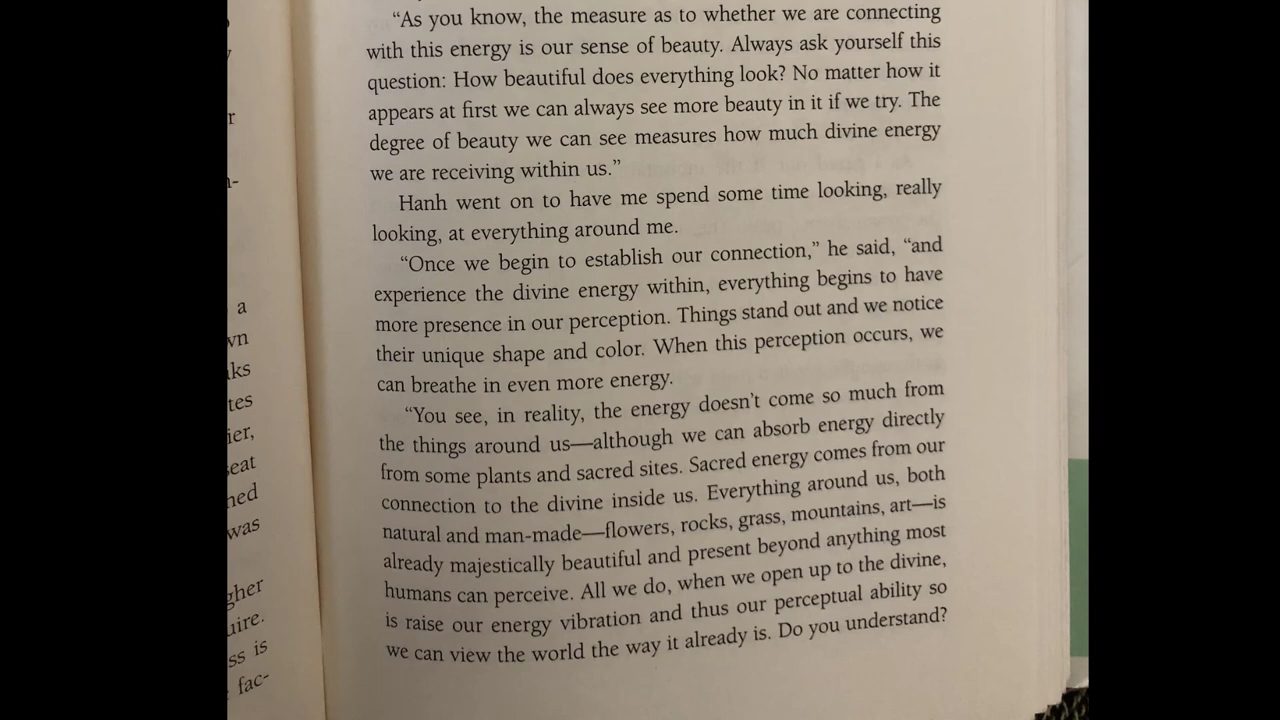 “As you know, the measure as to whether we are connecting
with this energy is our sense of beauty. Always ask yourself this
question: How beautiful does everything look? No matter how it
appears at first we can always see more beauty in it if we try. The
degree of beauty we can see measures how much divine energy
we are receiving within us.”
Hanh went on to have me spend some time looking, really
looking, at everything around me.
“Once we begin to establish our connection,” he said, “and
experience the divine energy within, everything begins to have
more presence in our perception. Things stand out and we notice
their unique shape and color. When this perception occurs, we
can breathe in even more energy.
“You see, in reality, the energy doesn’t come so much from
the things around us—although we can absorb energy directly
from some plants and sacred sites. Sacred energy comes from our
connection to the divine inside us. Everything around us, both
natural and man-made—flowers, rocks, grass, mountains, art—is
already majestically beautiful and present beyond anything most
humans can perceive. All we do, when we open up to the divine,
is raise our energy vibration and thus our perceptual ability so
we can view the world the way it already is. Do you understand?